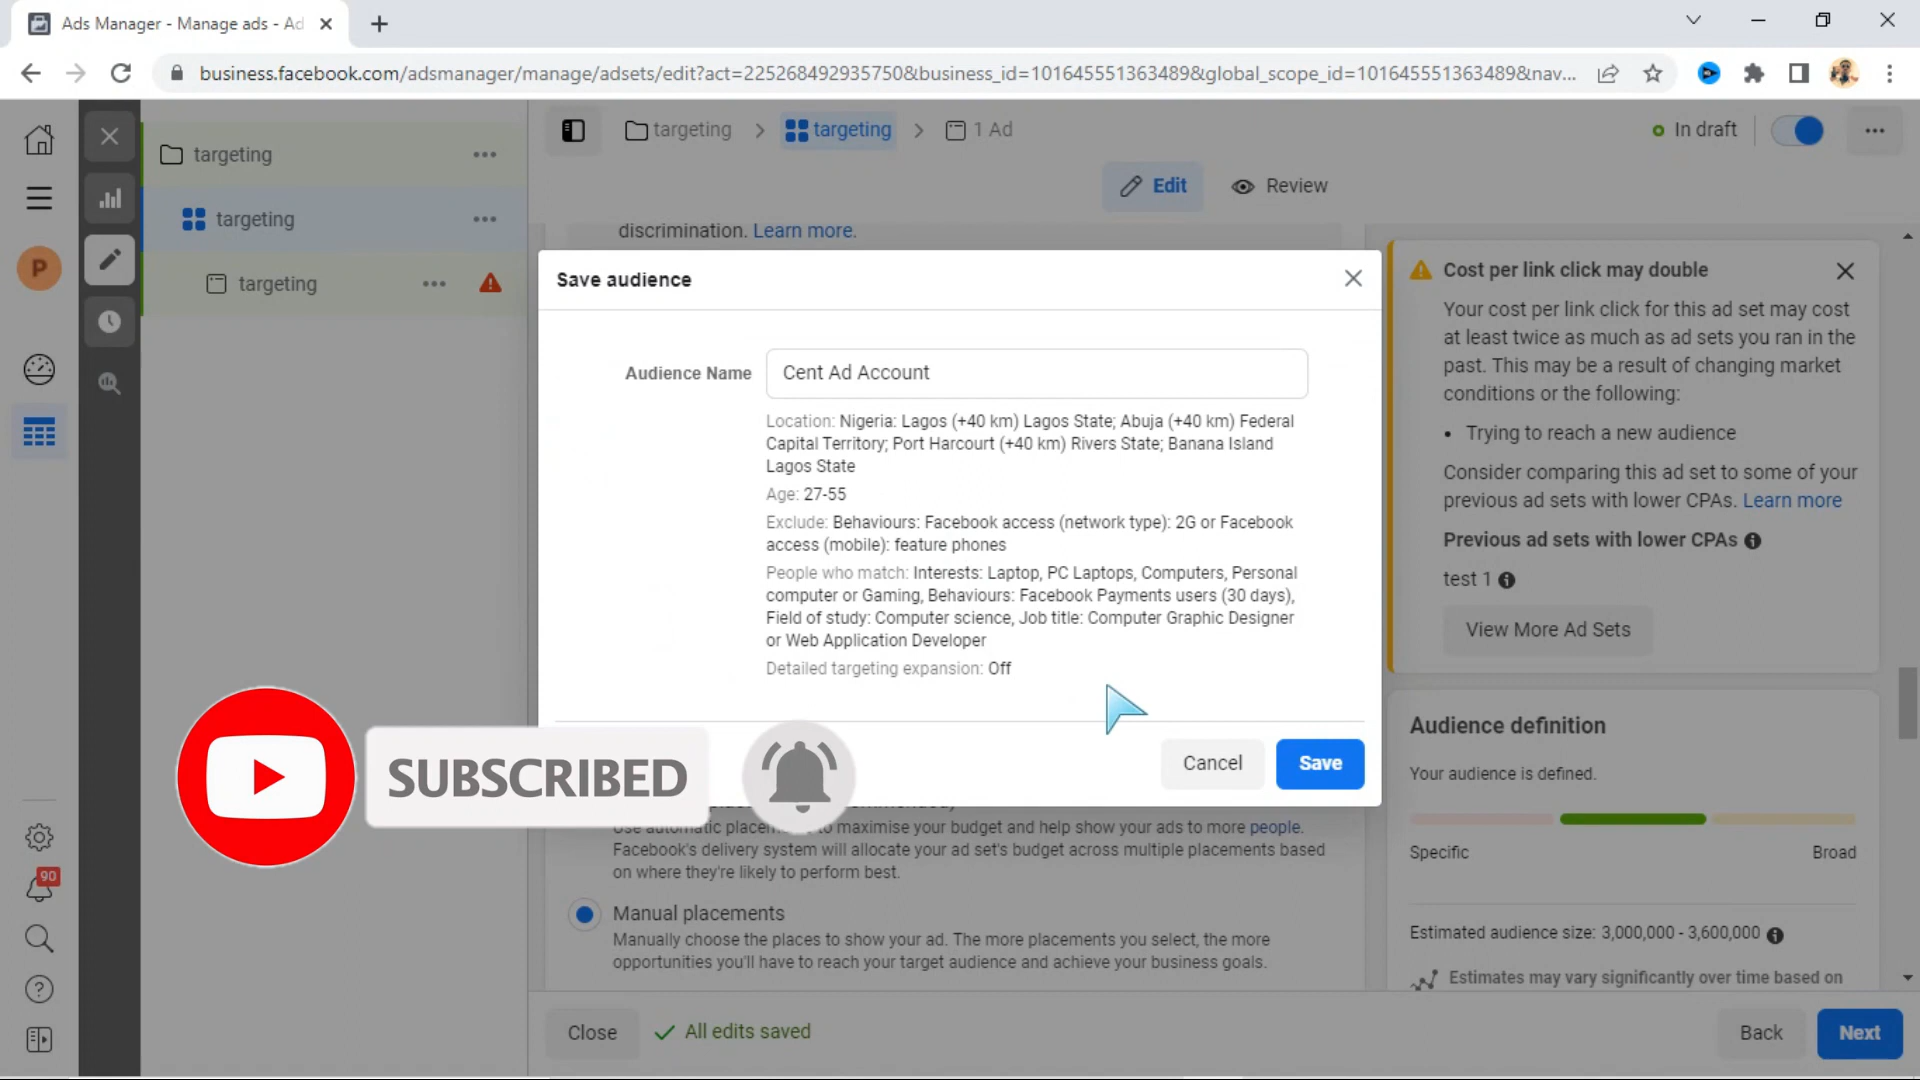 Ads Manager - Manage ads - Ad
business.facebook.com/adsmanager/manage/adsets/edit?act=225268492935750&business_id=101645551363489&global_scope_id=101645551363489&nav...
targeting
targeting
1 Ad
In draft
targeting
Edit
Review
targeting
P
targeting
discrimination. Learn more.
Save audience
Audience Name
Cent Ad Account
Location: Nigeria: Lagos (+40 km) Lagos State; Abuja (+40 km) Federal
Capital Territory; Port Harcourt (+40 km) Rivers State; Banana Island
Lagos State
Age: 27-55
Exclude: Behaviours: Facebook access (network type): 2G or Facebook
access (mobile): feature phones
People who match: Interests: Laptop, PC Laptops, Computers, Personal
computer or Gaming, Behaviours: Facebook Payments users (30 days),
Field of study: Computer science, Job title: Computer Graphic Designer
or Web Application Developer
Detailed targeting expansion: Off
Cancel
Save
Cost per link click may double
Your cost per link click for this ad set may cost
at least twice as much as ad sets you ran in the
past. This may be a result of changing market
conditions or the following:
• Trying to reach a new audience
Consider comparing this ad set to some of your
previous ad sets with lower CPAs. Learn more
Previous ad sets with lower CPAs
test 1
View More Ad Sets
Audience definition
Your audience is defined.
Specific
Broad
Estimated audience size: 3,000,000 - 3,600,000
Estimates may vary significantly over time based on
SUBSCRIBED
to maximise your budget and help show your ads to more people.
Facebook's delivery system will allocate your ad set's budget across multiple placements based
on where they're likely to perform best.
Manual placements
Manually choose the places to show your ad. The more placements you select, the more
opportunities you'll have to reach your target audience and achieve your business goals.
90
Close
All edits saved
Back
Next